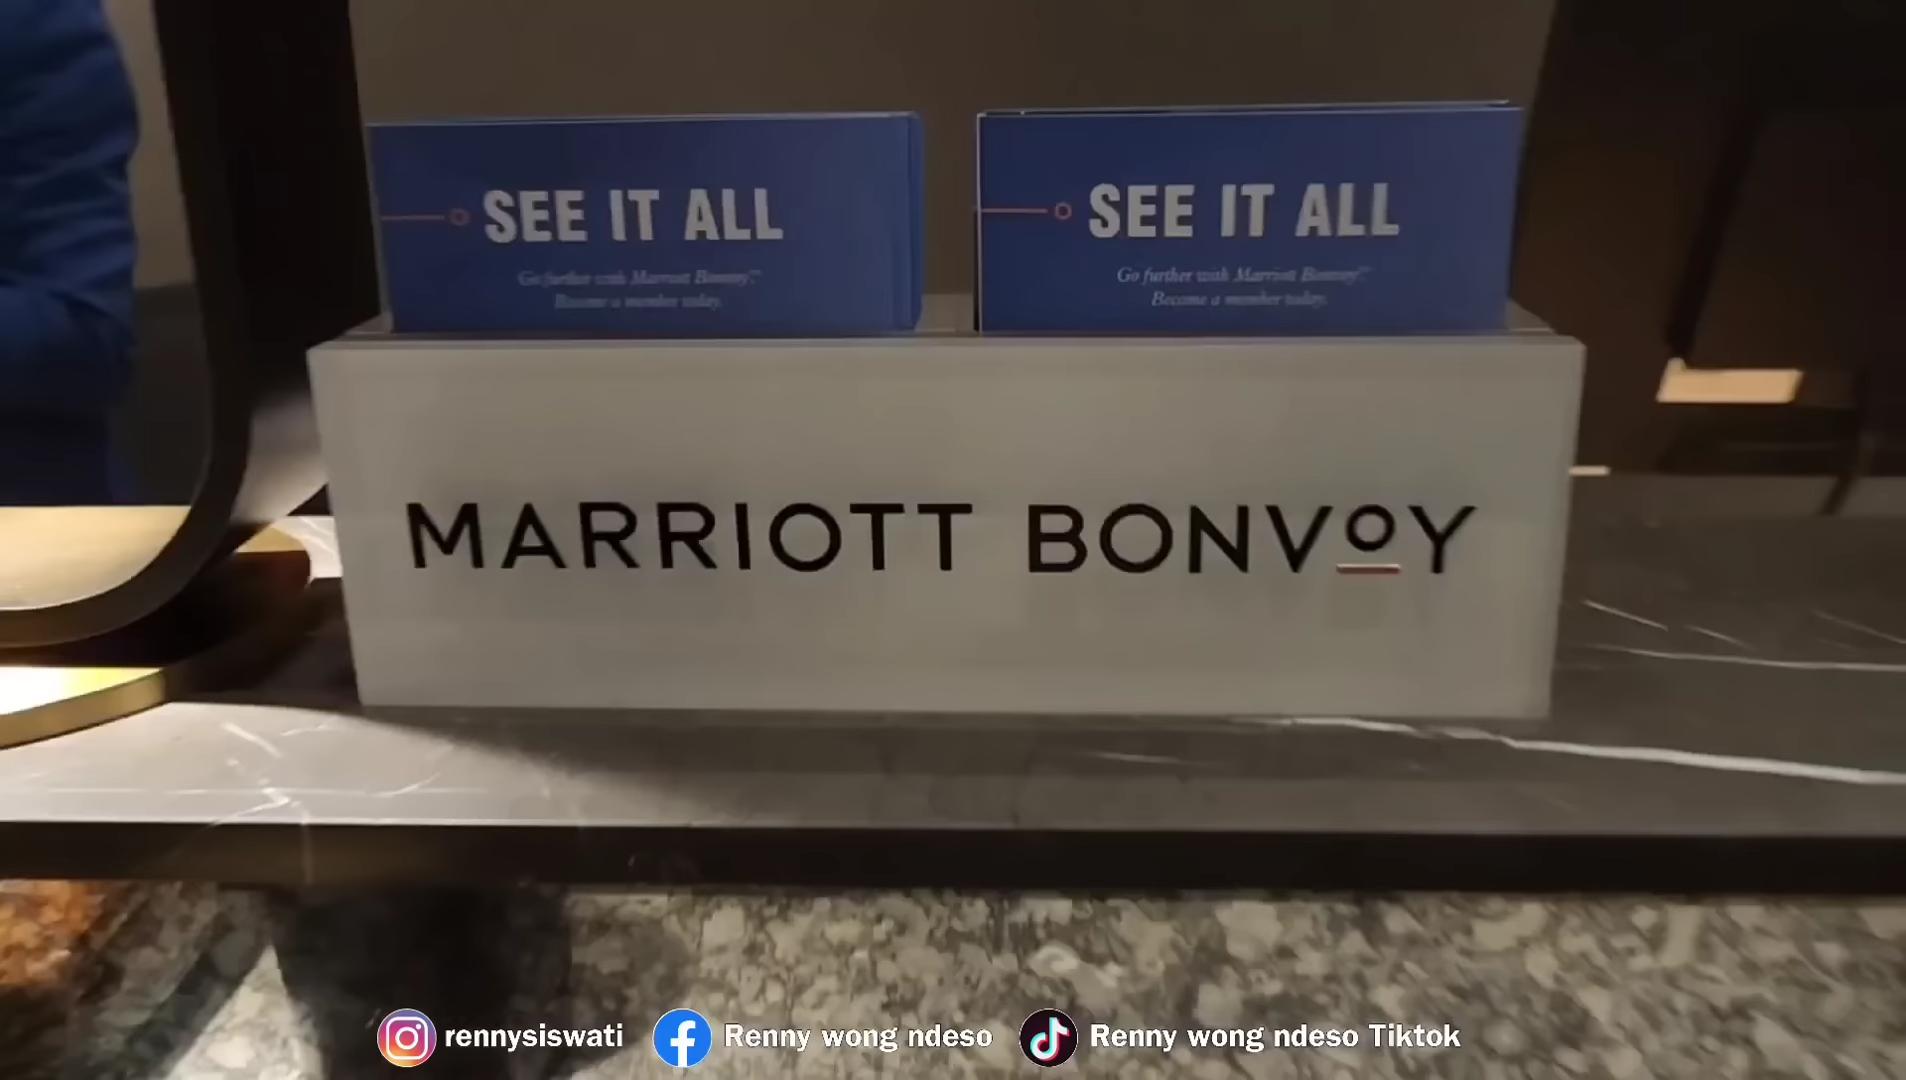 SEE IT ALL
Go further with Marriott Bonvoy.™
Become a member today.
SEE IT ALL
Go further with Marriott Bonvoy.™
Become a member today.
MARRIOTT BONVOY
rennysiswati
Renny wong ndeso
Renny wong ndeso Tiktok